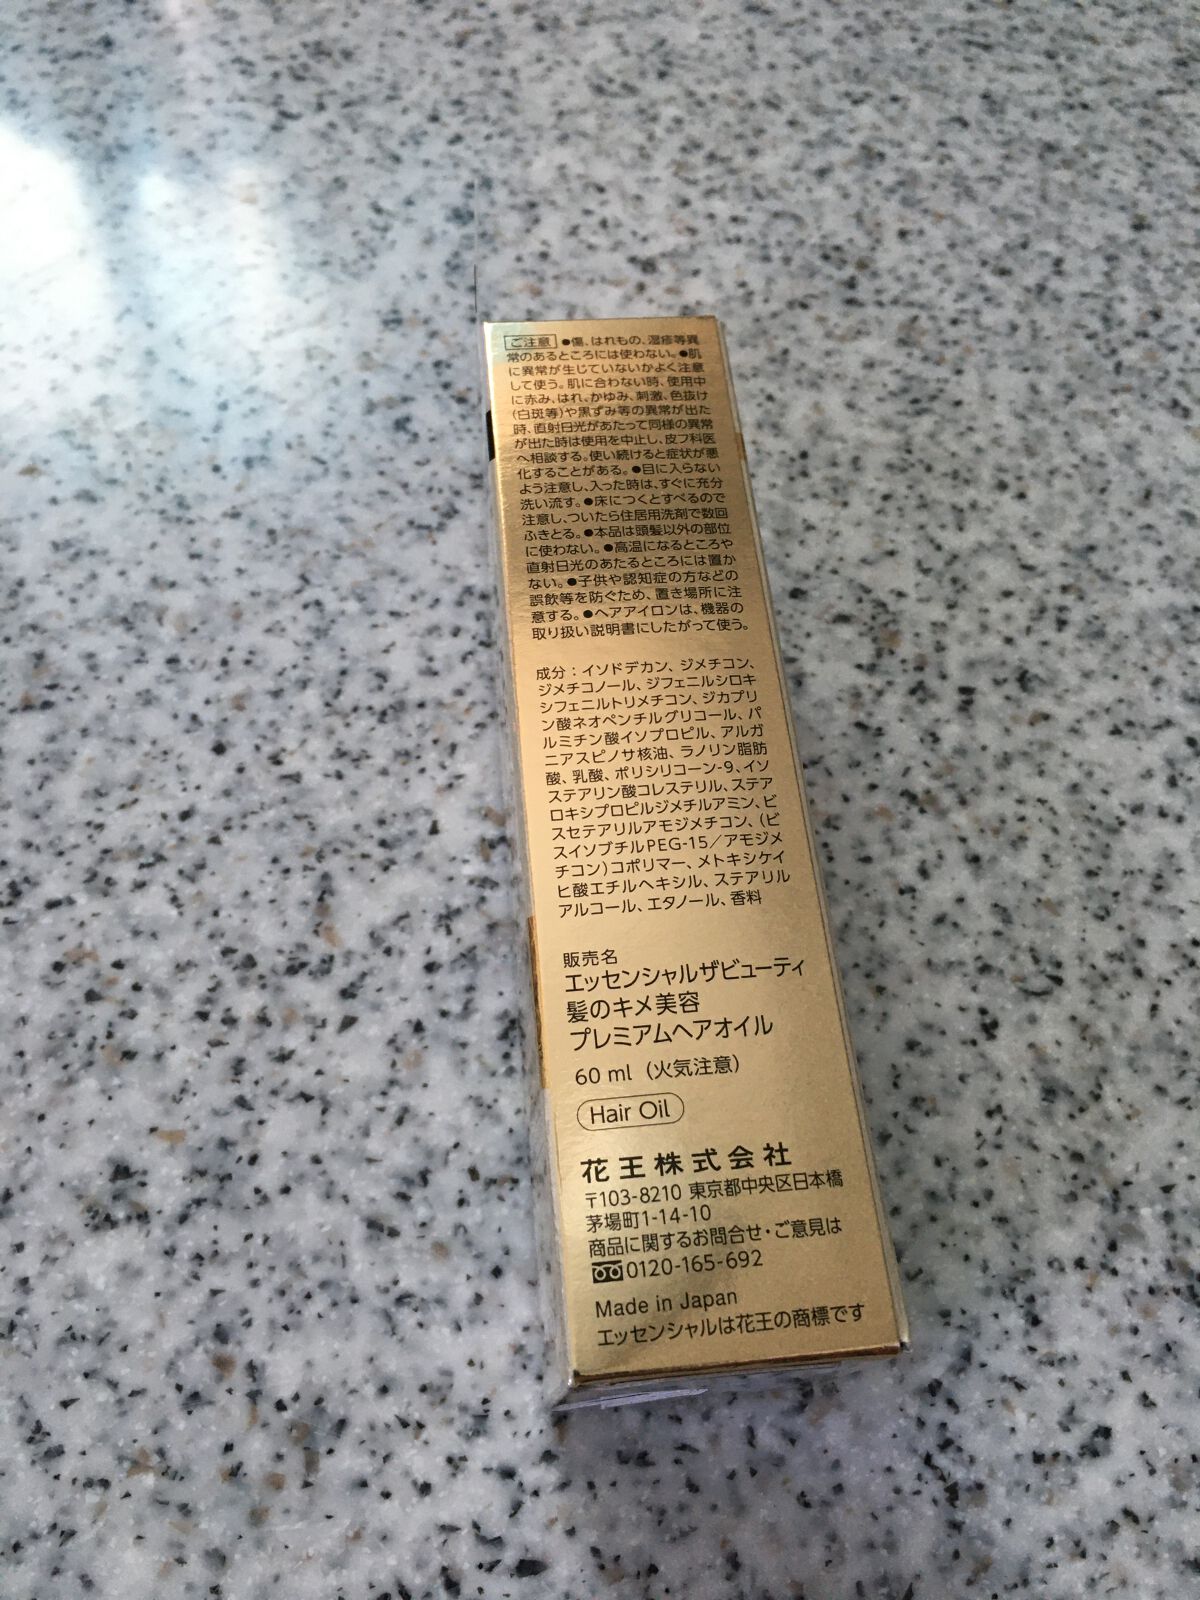 ご注意 ●傷、はれもの、湿疹等異
常のあるところには使わない。●肌
に異常が生じていないかよく注意
して使う。肌に合わない時、使用中
に赤み、はれ、かゆみ、刺激、色抜け
(白斑等)や黒ずみ等の異常が出た
時、直射日光があたって同様の異常
が出た時は使用を中止し、皮フ科医
へ相談する。使い続けると症状が悪
化することがある。●目に入らない
よう注意し、入った時は、すぐに充分
洗い流す。●床につくとすべるので
注意し、ついたら住居用洗剤で数回
ふきとる。●本品は頭髪以外の部位
に使わない。●高温になるところや
直射日光のあたるところには置か
ない。●子供や認知症の方などの
誤飲等を防ぐため、置き場所に注
意する。●ヘアアイロンは、機器の
取り扱い説明書にしたがって使う。
成分：イソドデカン、ジメチコン、
ジメチコノール、ジフェニルシロキ
シフェニルトリメチコン、ジカプリ
ン酸ネオペンチルグリコール、パ
ルミチン酸イソプロピル、アルガ
ニアスピノサ核油、ラノリン脂肪
酸、乳酸、ポリシリコーン-9、イソ
ステアリン酸コレステリル、ステア
ロキシプロピルジメチルアミン、ビ
スセテアリルアモジメチコン、(ビ
スイソブチルPEG-15／アモジメ
チコン)コポリマー、メトキシケイ
ヒ酸エチルヘキシル、ステアリル
アルコール、エタノール、香料
販売名
エッセンシャルザビューティ
髪のキメ美容
プレミアムヘアオイル
60 ml (火気注意)
Hair Oil
花王株式会社
〒103-8210 東京都中央区日本橋
茅場町1-14-10
商品に関するお問合せ・ご意見は
0120-165-692
Made in Japan
エッセンシャルは花王の商標です